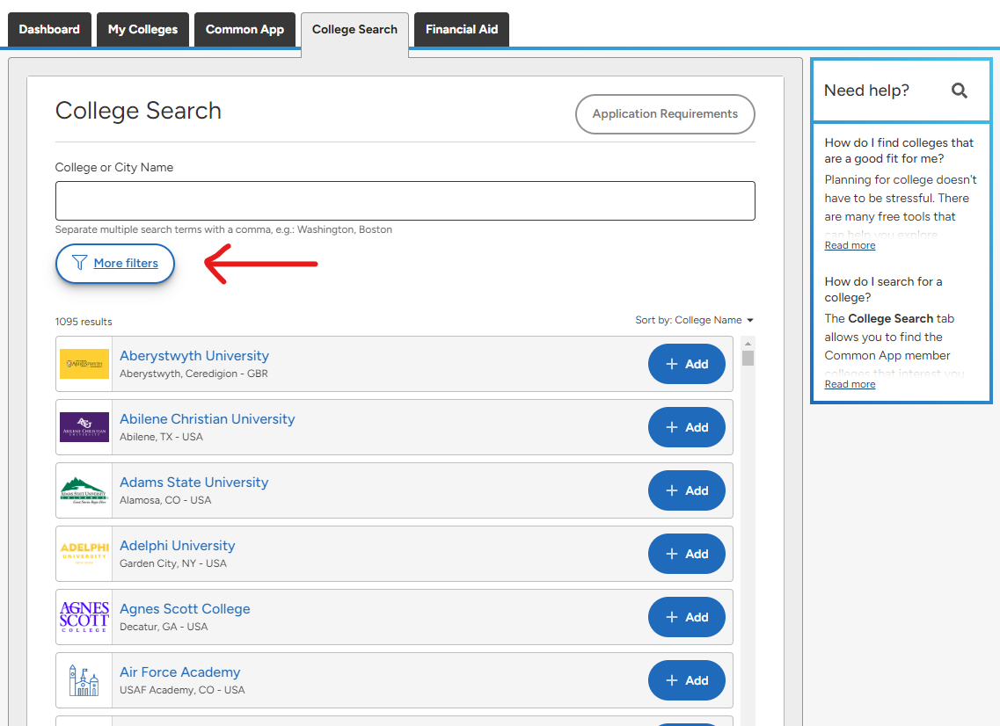 Dashboard
My Colleges
Common App
College Search
Financial Aid
College Search
Application Requirements
College or City Name
Separate multiple search terms with a comma, e.g.: Washington, Boston
More filters
1095 results
Sort by: College Name
Aberystwyth University
Aberystwyth, Ceredigion - GBR
Add
ABILENE CHRISTIAN
UNIVERSITY
Abilene Christian University
Abilene, TX - USA
Add
ADAMS STATE UNIVERSITY
COLORADO
Great Stories Begin Here
Adams State University
Alamosa, CO - USA
Add
ADELPHI
UNIVERSITY
Adelphi University
Garden City, NY - USA
Add
AGNES
SCOTT
COLLEGE
Agnes Scott College
Decatur, GA - USA
Add
Air Force Academy
USAF Academy, CO - USA
Add
Need help?
How do I find colleges that
are a good fit for me?
Planning for college doesn't
have to be stressful. There
are many free tools that
can help you explore
Read more
How do I search for a
college?
The College Search tab
allows you to find the
Common App member
colleges that interest you
Read more